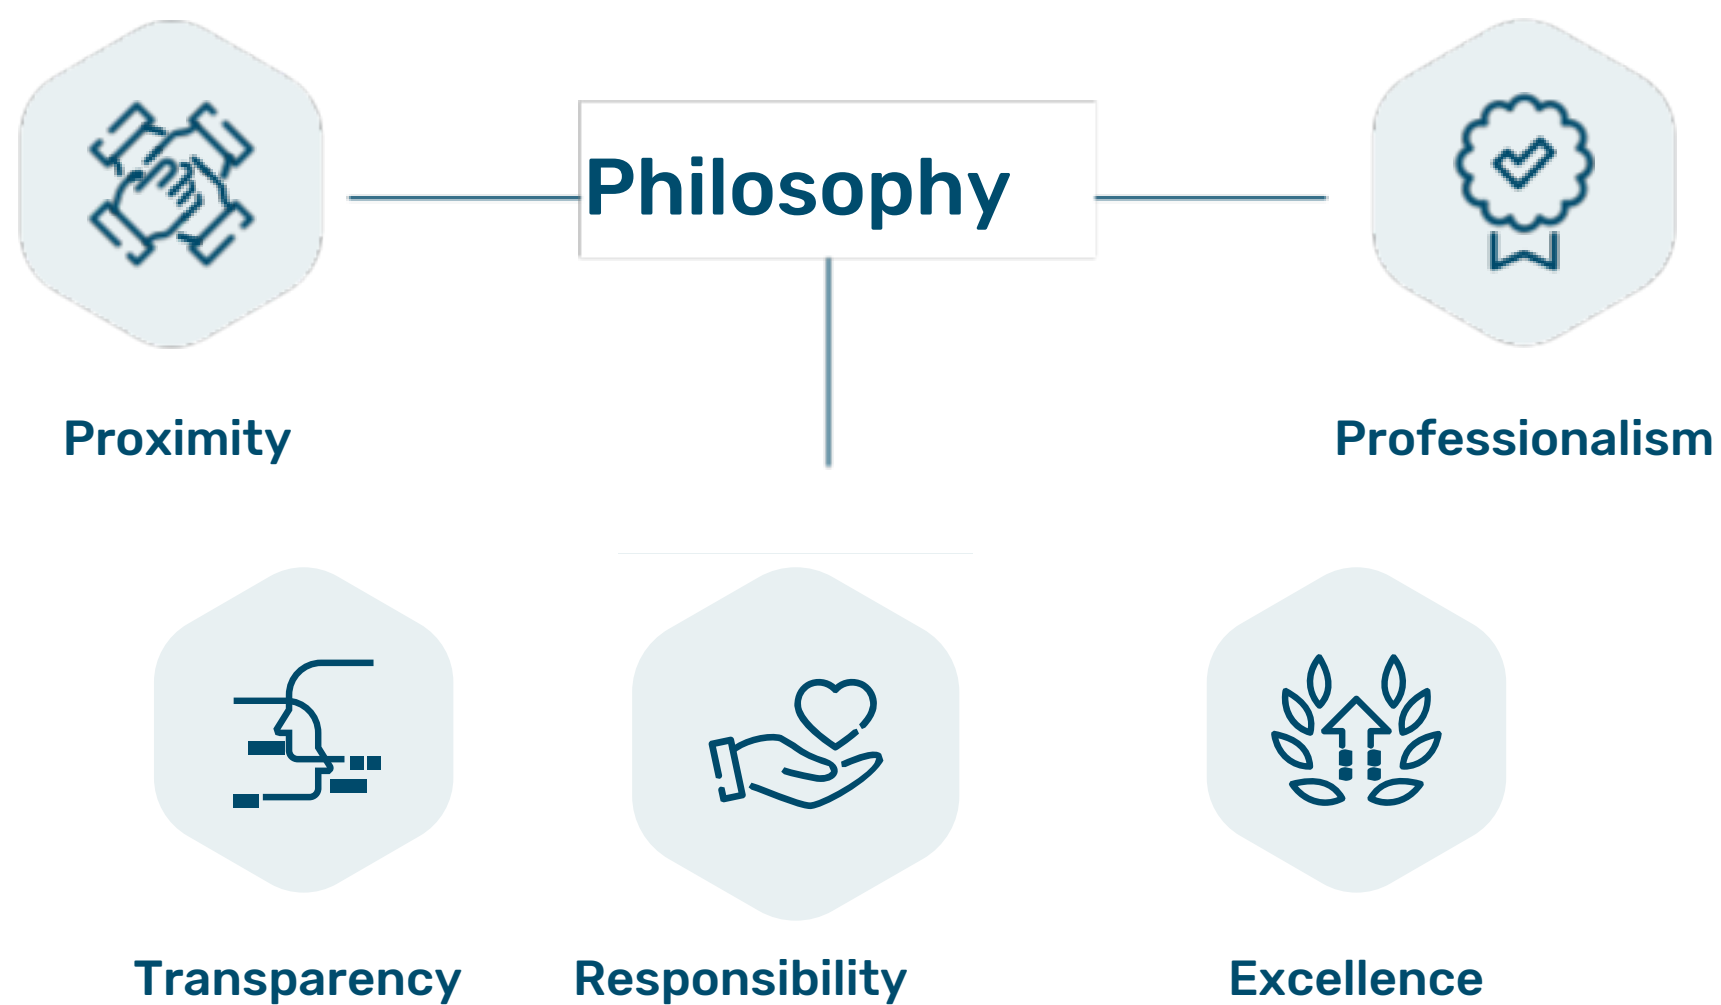 Philosophy
Proximity
Professionalism
Transparency
Responsibility
Excellence